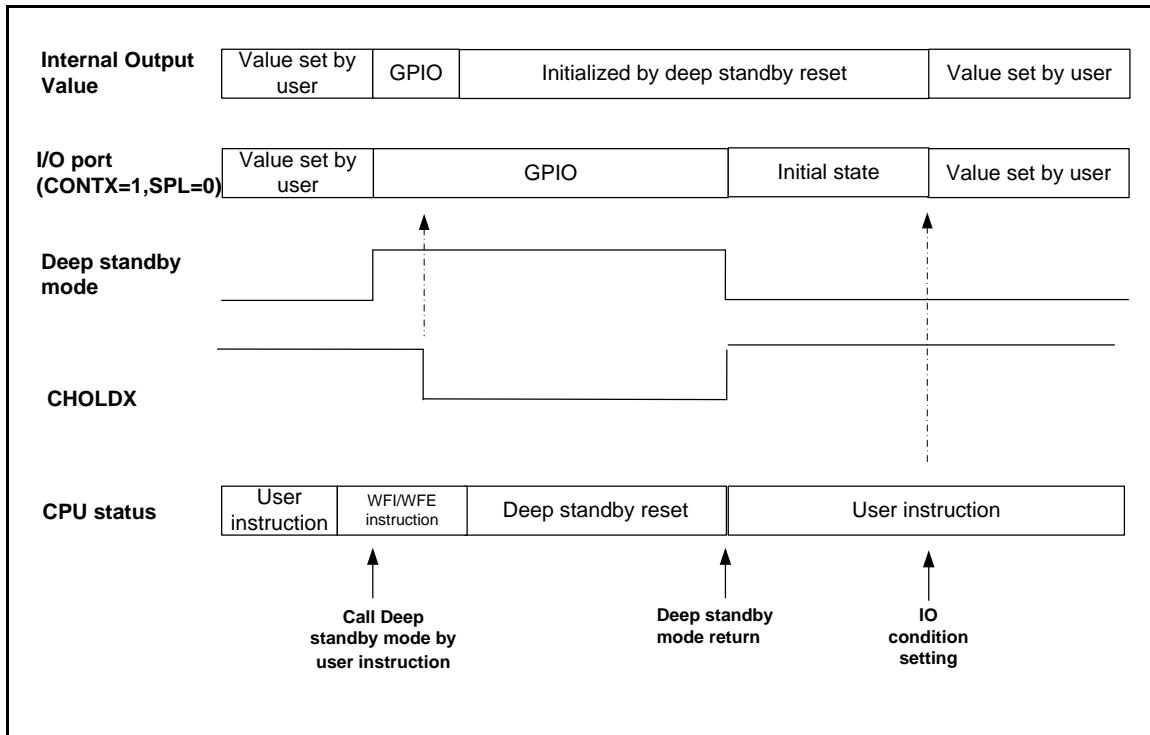 Internal Output
Value
Value set by
user
GPIO
Initialized by deep standby reset
Value set by user
I/O port
(CONTX=1,SPL=0)
Value set by
user
GPIO
Initial state
Value set by user
Deep standby
mode
CHOLDX
CPU status
User
instruction
WFI/WFE
instruction
Deep standby reset
User instruction
Call Deep
standby mode by
user instruction
Deep standby
mode return
IO
condition
setting